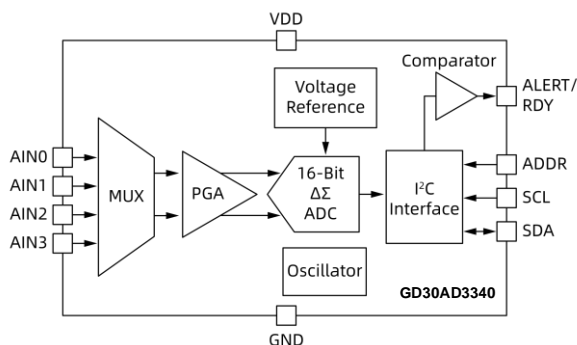 VDD
Comparator
Voltage
Reference
ALERT/
RDY
AIN0
AIN1
AIN2
AIN3
MUX
PGA
16-Bit
ΔΣ
ADC
I²C
Interface
ADDR
SCL
SDA
Oscillator
GD30AD3340
GND